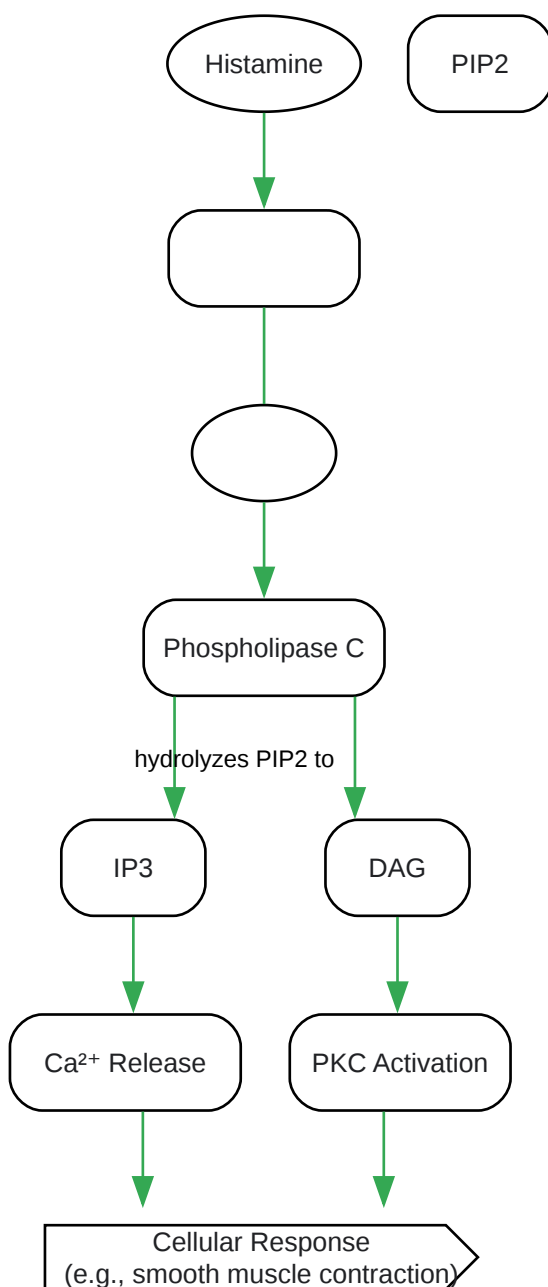 Histamine
PIP2
Phospholipase C
hydrolyzes PIP2 to
IP3
DAG
Ca²⁺ Release
PKC Activation
Cellular Response
(e.g., smooth muscle contraction)